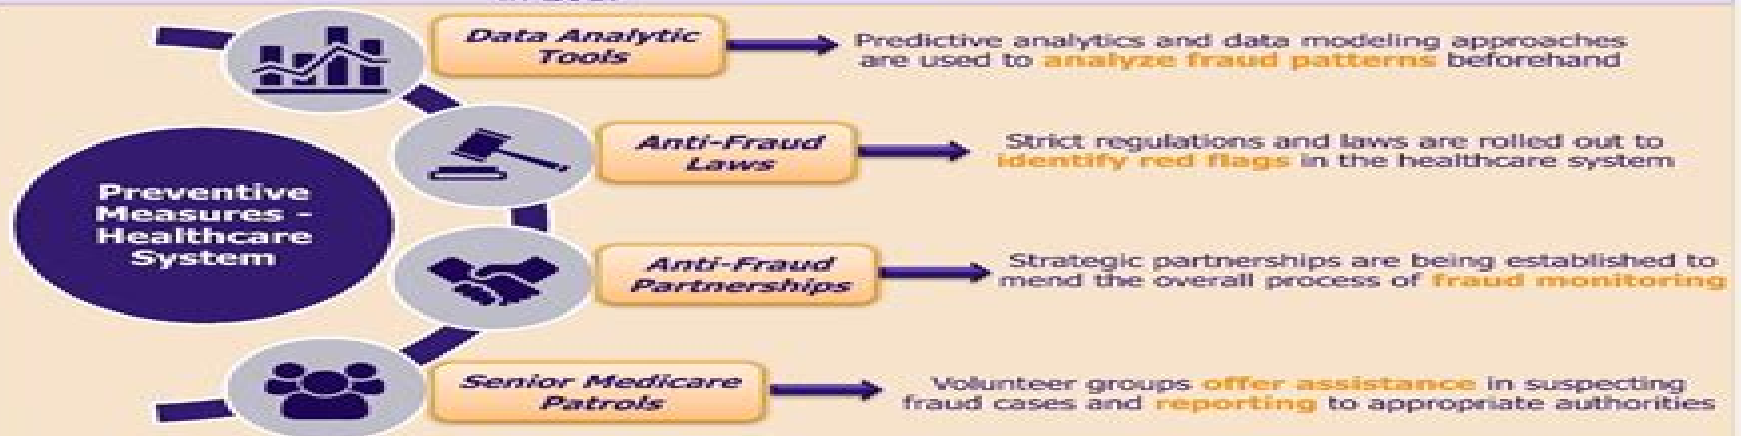 Preventive
Measures -
Healthcare
System
Data Analytic
Tools
Predictive analytics and data modeling approaches
are used to analyze fraud patterns beforehand
Anti-Fraud
Laws
Strict regulations and laws are rolled out to
identify red flags in the healthcare system
Anti-Fraud
Partnerships
Strategic partnerships are being established to
mend the overall process of fraud monitoring
Senior Medicare
Patrols
Volunteer groups offer assistance in suspecting
fraud cases and reporting to appropriate authorities